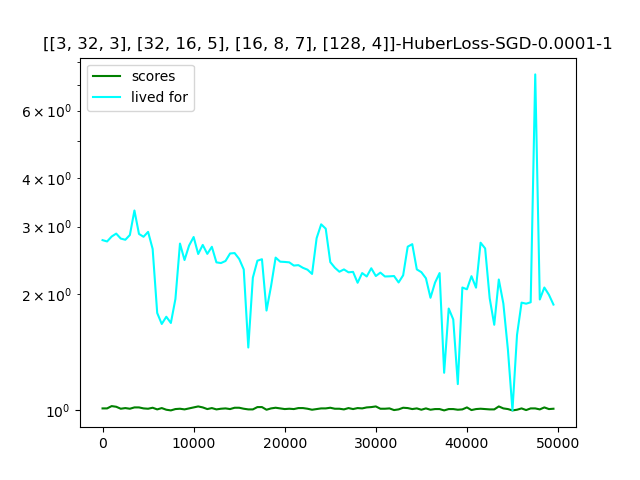 [[3, 32, 3], [32, 16, 5], [16, 8, 7], [128, 4]]-HuberLoss-SGD-0.0001-1
scores
lived for
6 × 10⁰
4 × 10⁰
3 × 10⁰
2 × 10⁰
10⁰
0 10000 20000 30000 40000 50000